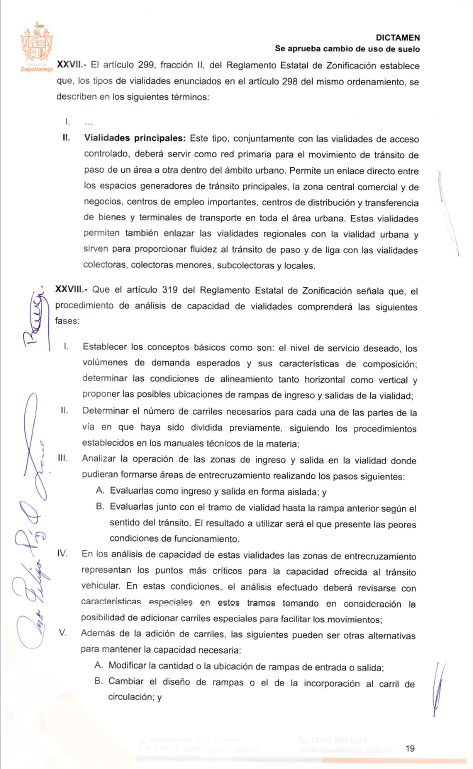 DICTAMEN
Se aprueba cambio de uso de suelo
Zapotlanejo
XXVII.- El artículo 299, fracción II, del Reglamento Estatal de Zonificación establece
que, los tipos de vialidades enunciados en el artículo 298 del mismo ordenamiento, se
describen en los siguientes términos:
I. ...
II. Vialidades principales: Este tipo, conjuntamente con las vialidades de acceso
controlado, deberá servir como red primaria para el movimiento de tránsito de
paso de un área a otra dentro del ámbito urbano. Permite un enlace directo entre
los espacios generadores de tránsito principales, la zona central comercial y de
negocios, centros de empleo importantes, centros de distribución y transferencia
de bienes y terminales de transporte en toda el área urbana. Estas vialidades
permiten también enlazar las vialidades regionales con la vialidad urbana y
sirven para proporcionar fluidez al tránsito de paso y de liga con las vialidades
colectoras, colectoras menores, subcolectoras y locales.
XXVIII.- Que el artículo 319 del Reglamento Estatal de Zonificación señala que, el
procedimiento de análisis de capacidad de vialidades comprenderá las siguientes
fases:
I. Establecer los conceptos básicos como son: el nivel de servicio deseado, los
volúmenes de demanda esperados y sus características de composición;
determinar las condiciones de alineamiento tanto horizontal como vertical y
proponer las posibles ubicaciones de rampas de ingreso y salidas de la vialidad;
II. Determinar el número de carriles necesarios para cada una de las partes de la
vía en que haya sido dividida previamente, siguiendo los procedimientos
establecidos en los manuales técnicos de la materia;
III. Analizar la operación de las zonas de ingreso y salida en la vialidad donde
pudieran formarse áreas de entrecruzamiento realizando los pasos siguientes:
A. Evaluarlas como ingreso y salida en forma aislada; y
B. Evaluarlas junto con el tramo de vialidad hasta la rampa anterior según el
sentido del tránsito. El resultado a utilizar será el que presente las peores
condiciones de funcionamiento.
IV. En los análisis de capacidad de estas vialidades las zonas de entrecruzamiento
representan los puntos más críticos para la capacidad ofrecida al tránsito
vehicular. En estas condiciones, el análisis efectuado deberá revisarse con
características especiales en estos tramos tomando en consideración la
posibilidad de adicionar carriles especiales para facilitar los movimientos;
V. Además de la adición de carriles, las siguientes pueden ser otras alternativas
para mantener la capacidad necesaria:
A. Modificar la cantidad o la ubicación de rampas de entrada o salida;
B. Cambiar el diseño de rampas o el de la incorporación al carril de
circulación; y
19